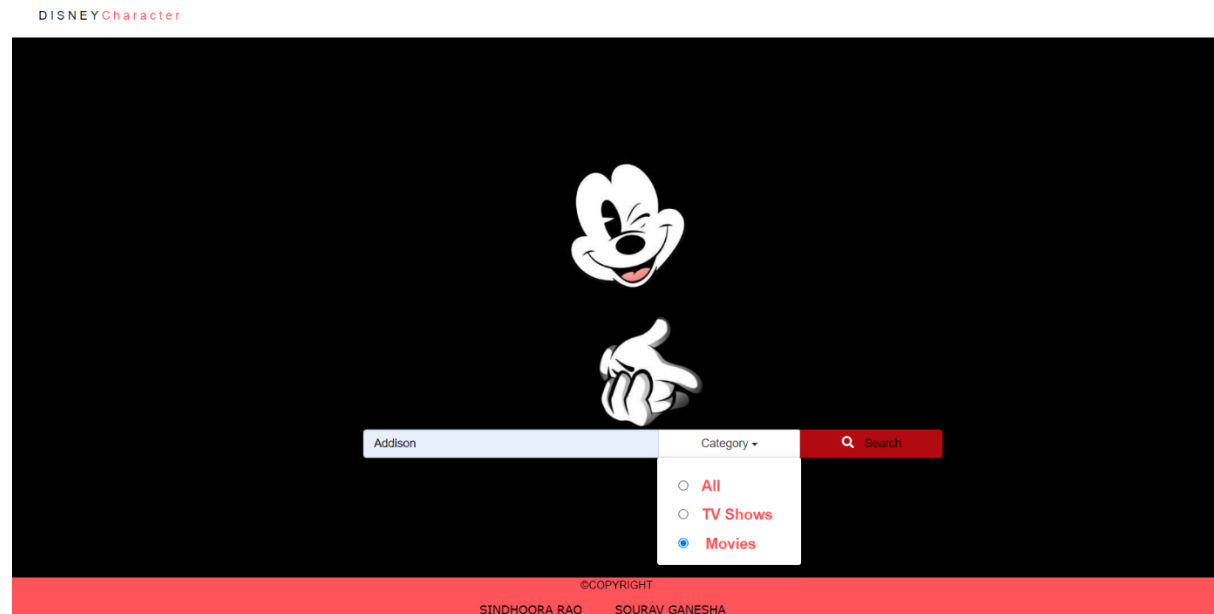 DISNEYCharacter
Addison
Category
Search
All
TV Shows
Movies
©COPYRIGHT
SINDHOORA RAO SOURAV GANESHA